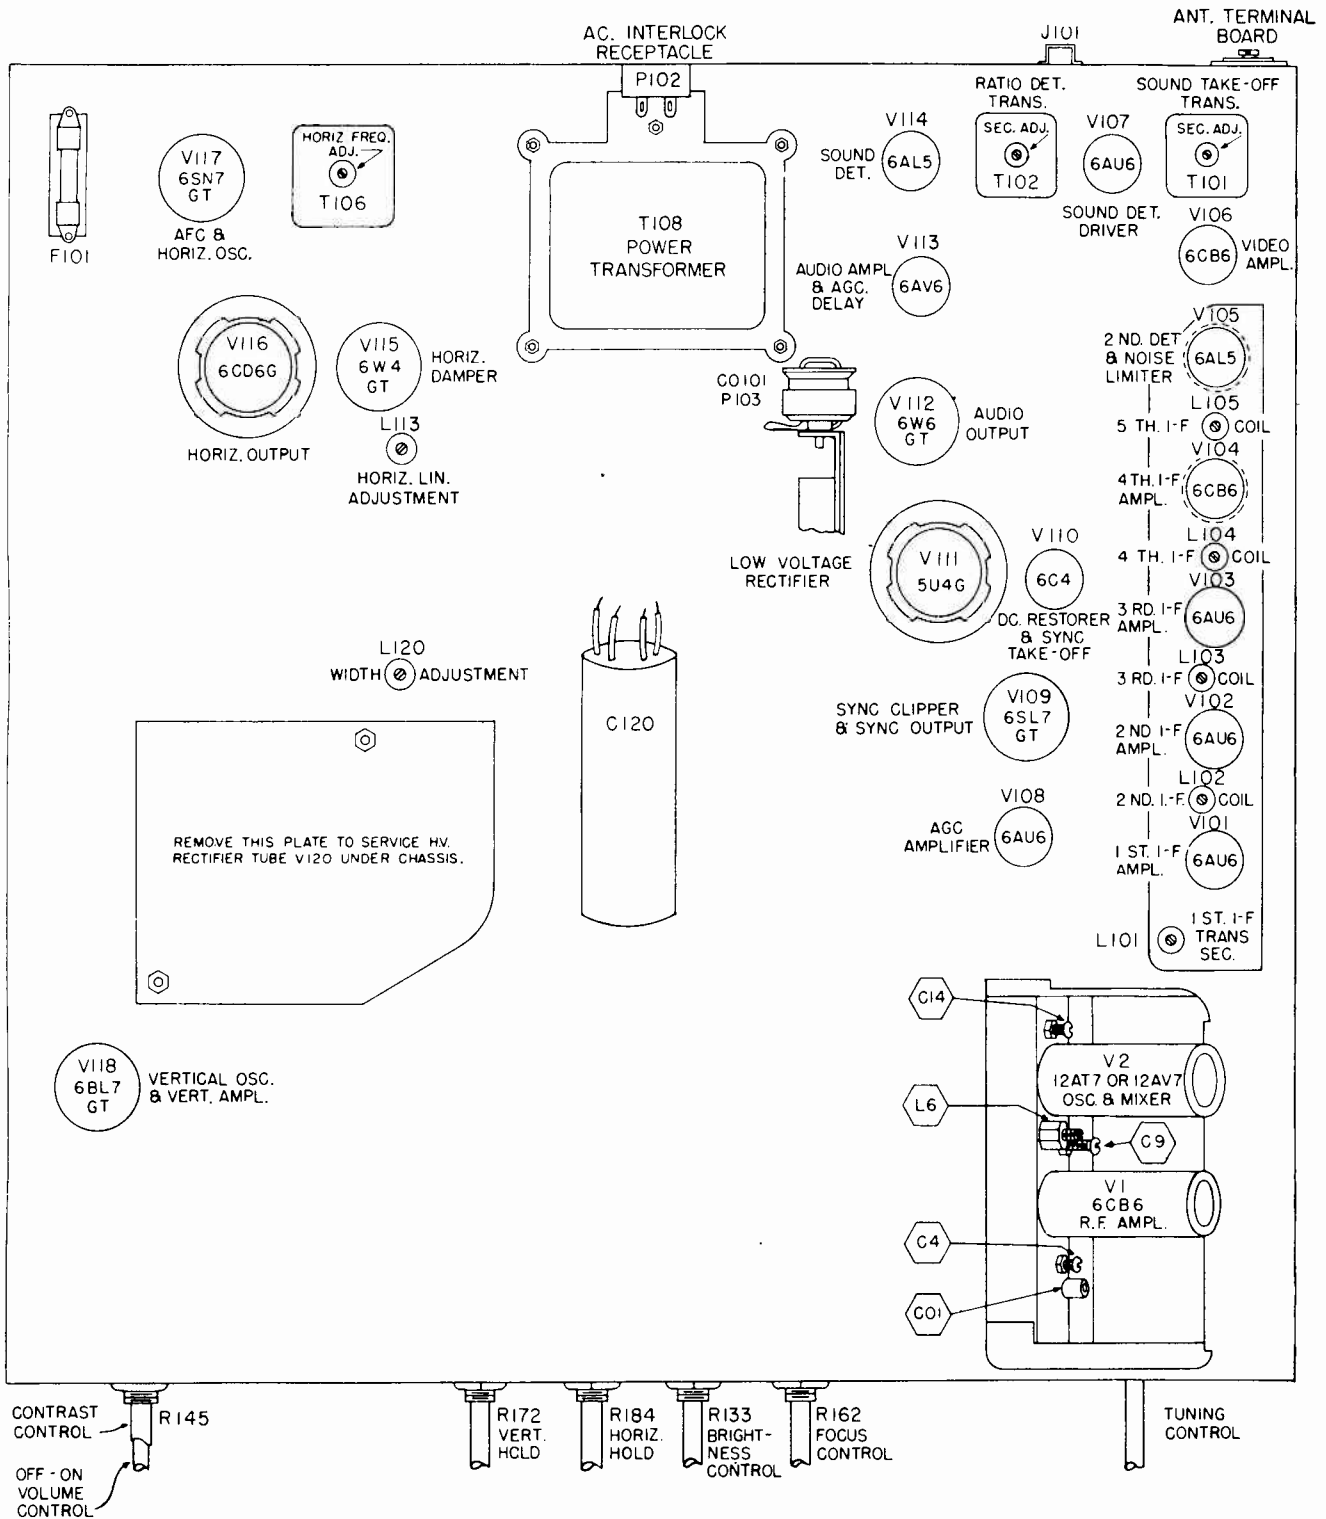 AC. INTERLOCK
RECEPTACLE
P102
J101
ANT. TERMINAL
BOARD
F101
V117
6SN7
GT
AFC &
HORIZ. OSC.
HORIZ FREQ.
ADJ.
T106
T108
POWER
TRANSFORMER
V114
SOUND
DET.
6AL5
RATIO DET.
TRANS.
SEC. ADJ.
T102
V107
6AU6
SOUND DET.
DRIVER
SOUND TAKE-OFF
TRANS.
SEC. ADJ.
T101
V106
6CB6
VIDEO
AMPL.
V113
AUDIO AMPL
& AGC.
DELAY
6AV6
V116
6CD6G
HORIZ. OUTPUT
V115
6W4
GT
HORIZ.
DAMPER
L113
HORIZ. LIN.
ADJUSTMENT
CO101
P103
V112
6W6
GT
AUDIO
OUTPUT
V105
2 ND. DET
& NOISE
LIMITER
6AL5
L105
5 TH. I-F COIL
V104
4 TH. I-F
AMPL.
6CB6
L104
4 TH. I-F COIL
V103
3 RD. I-F
AMPL.
6AU6
L103
3 RD. I-F COIL
V102
2 ND I-F
AMPL.
6AU6
L102
2 ND. I.-F. COIL
V101
1 ST. I-F
AMPL.
6AU6
L101
1 ST. I-F
TRANS
SEC.
LOW VOLTAGE
RECTIFIER
V111
5U4G
V110
6C4
DC. RESTORER
& SYNC
TAKE-OFF
L120
WIDTH ADJUSTMENT
C120
SYNC CLIPPER
& SYNC OUTPUT
V109
6SL7
GT
V108
AGC
AMPLIFIER
6AU6
REMOVE THIS PLATE TO SERVICE H.V.
RECTIFIER TUBE V120 UNDER CHASSIS.
V118
6BL7
GT
VERTICAL OSC.
& VERT. AMPL.
C14
V2
12AT7 OR 12AV7
OSC. & MIXER
L6
C9
V1
6CB6
R.F. AMPL.
C4
CO1
CONTRAST
CONTROL
R145
OFF-ON
VOLUME
CONTROL
R172
VERT.
HOLD
R184
HORIZ.
HOLD
R133
BRIGHT-
NESS
CONTROL
R162
FOCUS
CONTROL
TUNING
CONTROL